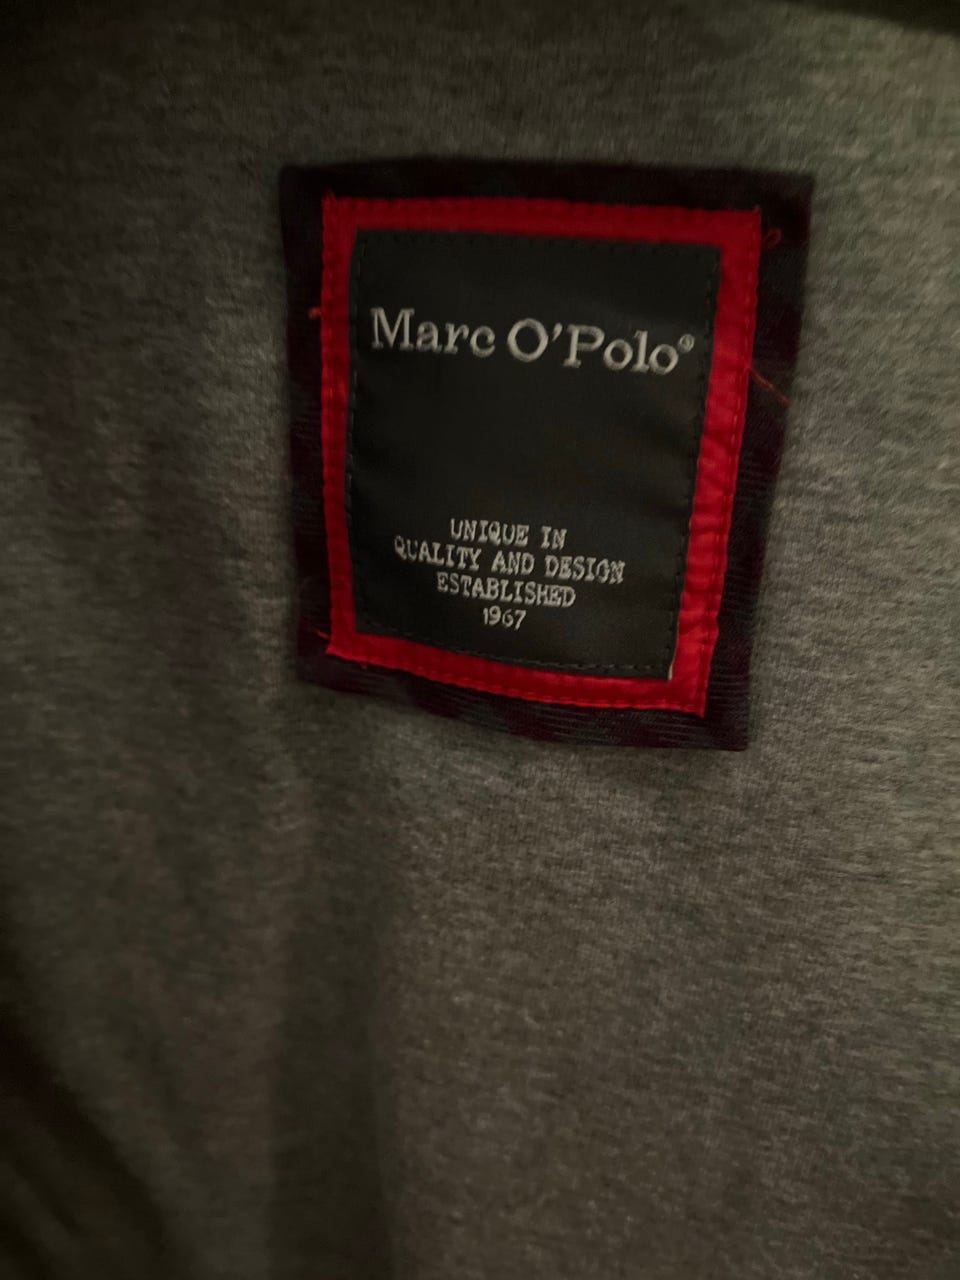 Marc O'Polo®
UNIQUE IN
QUALITY AND DESIGN
ESTABLISHED
1967